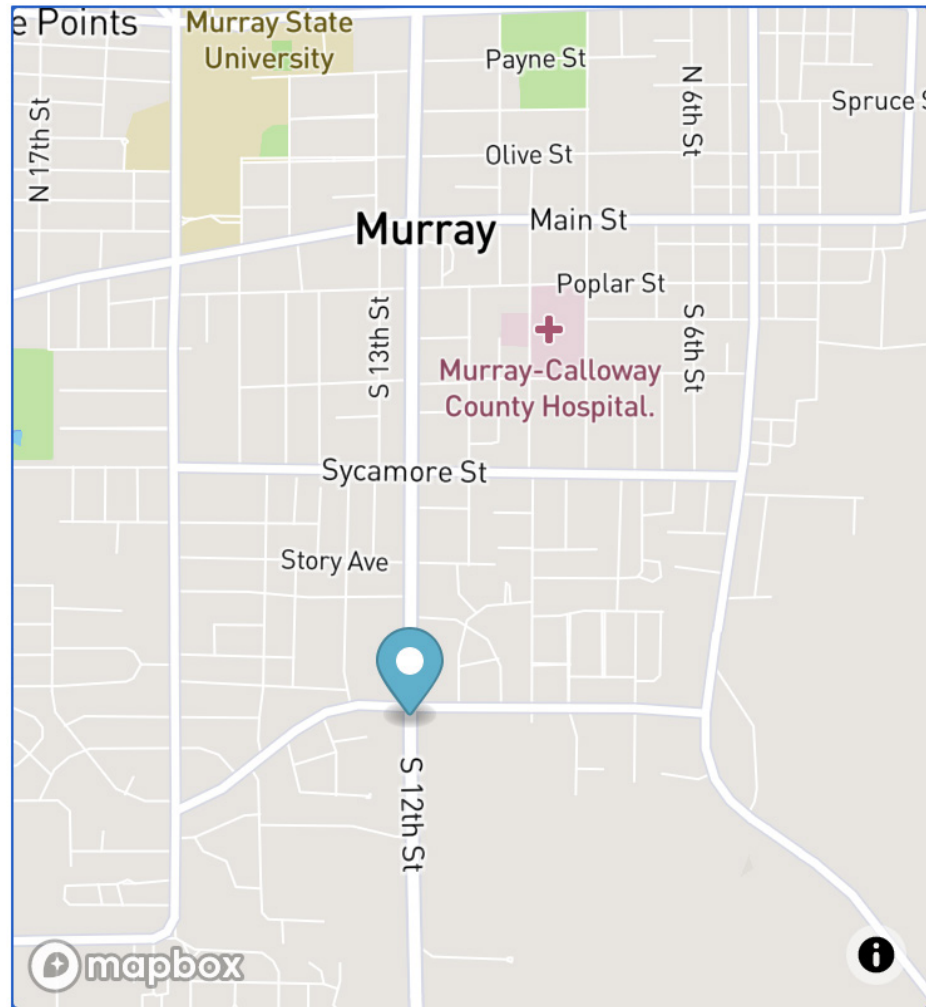 e Points
Murray State
University
Payne St
N 6th St
Spruce S
N 17th St
Olive St
Murray
Main St
Poplar St
S 13th St
S 6th St
Murray-Calloway
County Hospital.
Sycamore St
Story Ave
S 12th St
mapbox
i